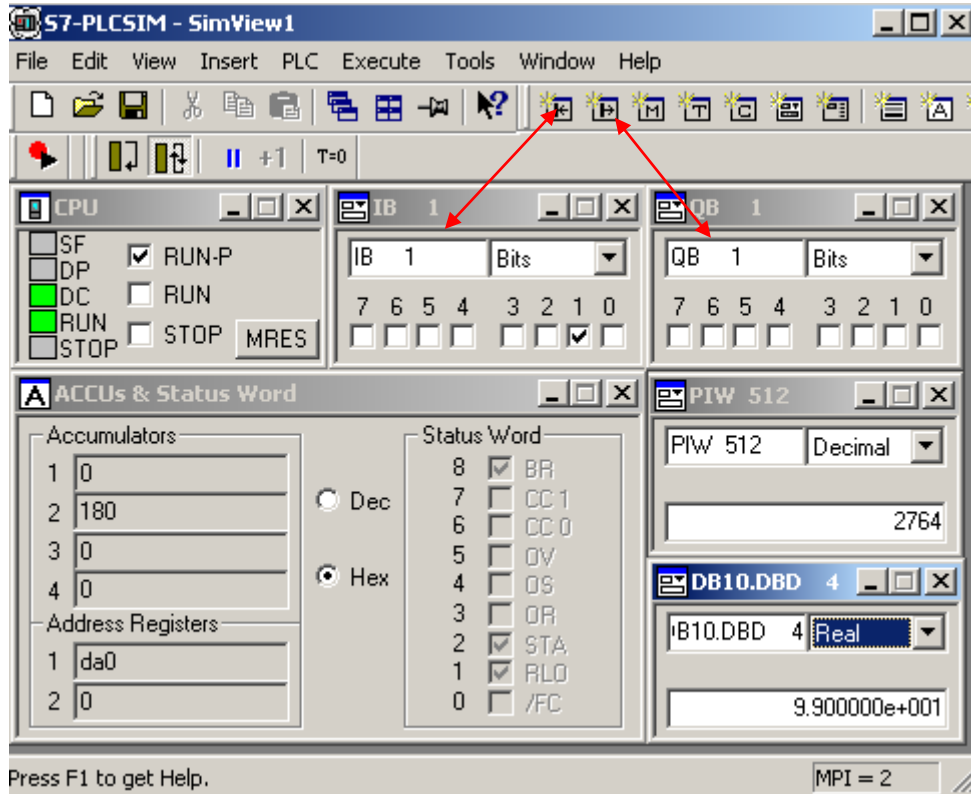 S7-PLCSIM - SimView1
File Edit View Insert PLC Execute Tools Window Help
M T C A
+1 T=0
CPU
SF
DP
DC
RUN
STOP
RUN-P
RUN
STOP MRES
IB 1
IB 1 Bits
7 6 5 4 3 2 1 0
QB 1
QB 1 Bits
7 6 5 4 3 2 1 0
A ACCUs & Status Word
Accumulators
1 0
2 180
3 0
4 0
Address Registers
1 da0
2 0
Dec
Hex
Status Word
8 BR
7 CC 1
6 CC 0
5 OV
4 OS
3 OR
2 STA
1 RLO
0 /FC
PIW 512
PIW 512 Decimal
2764
DB10.DBD 4
B10.DBD 4 Real
9.900000e+001
Press F1 to get Help. MPI = 2